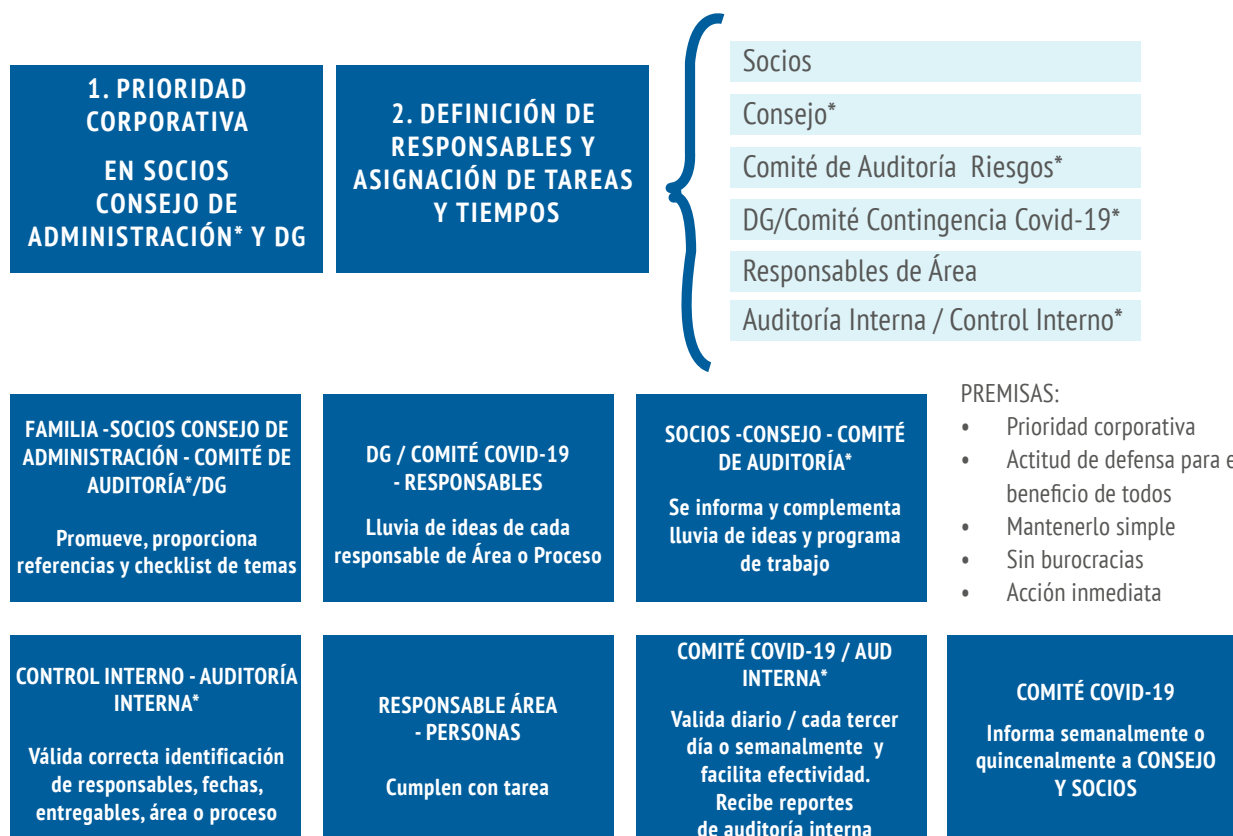 1. PRIORIDAD
CORPORATIVA
EN SOCIOS
CONSEJO DE
ADMINISTRACIÓN* Y DG
2. DEFINICIÓN DE
RESPONSABLES Y
ASIGNACIÓN DE TAREAS
Y TIEMPOS
Socios
Consejo*
Comité de Auditoría Riesgos*
DG/Comité Contingencia Covid-19*
Responsables de Área
Auditoría Interna / Control Interno*
FAMILIA -SOCIOS CONSEJO DE
ADMINISTRACIÓN - COMITÉ DE
AUDITORÍA*/DG
Promueve, proporciona
referencias y checklist de temas
DG / COMITÉ COVID-19
- RESPONSABLES
Lluvia de ideas de cada
responsable de Área o Proceso
SOCIOS -CONSEJO - COMITÉ
DE AUDITORÍA*
Se informa y complementa
lluvia de ideas y programa
de trabajo
PREMISAS:
• Prioridad corporativa
• Actitud de defensa para e
beneficio de todos
• Mantenerlo simple
• Sin burocracias
• Acción inmediata
CONTROL INTERNO - AUDITORÍA
INTERNA*
Válida correcta identificación
de responsables, fechas,
entregables, área o proceso
RESPONSABLE ÁREA
- PERSONAS
Cumplen con tarea
COMITÉ COVID-19 / AUD
INTERNA*
Valida diario / cada tercer
día o semanalmente y
facilita efectividad.
Recibe reportes
de auditoría interna
COMITÉ COVID-19
Informa semanalmente o
quincenalmente a CONSEJO
Y SOCIOS